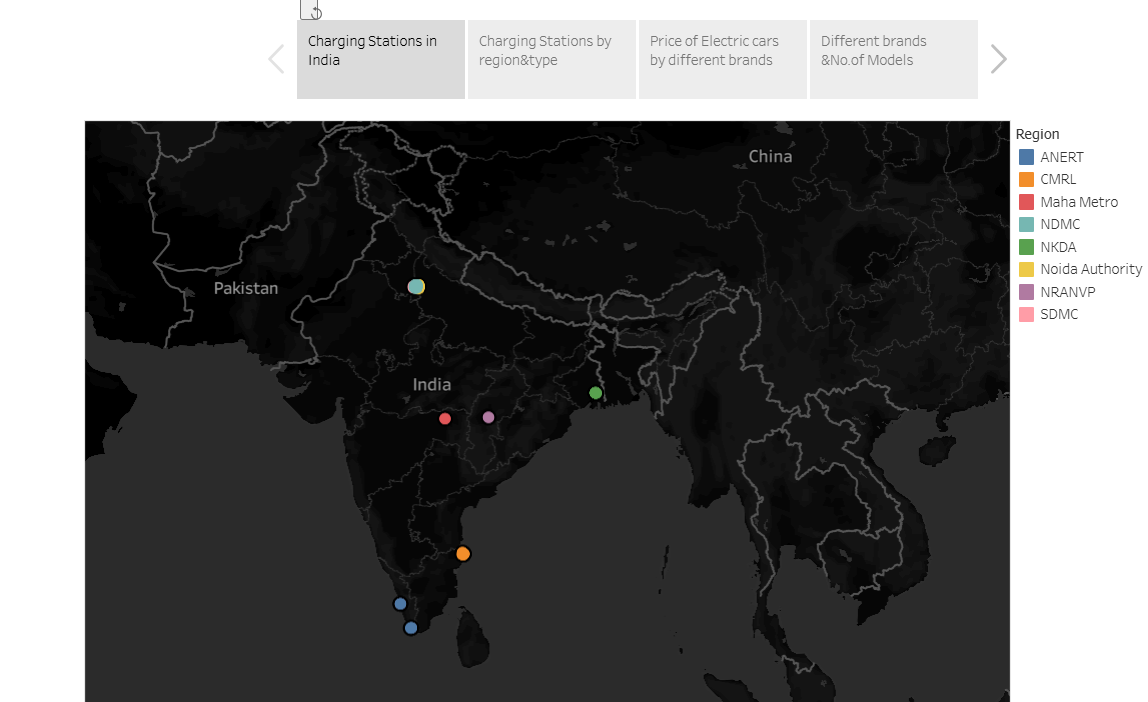 Charging Stations in
India
Charging Stations by
region&type
Price of Electric cars
by different brands
Different brands
&No.of Models
Region
ANERT
CMRL
Maha Metro
NDMC
NKDA
Noida Authority
NRANVP
SDMC
China
Pakistan
India